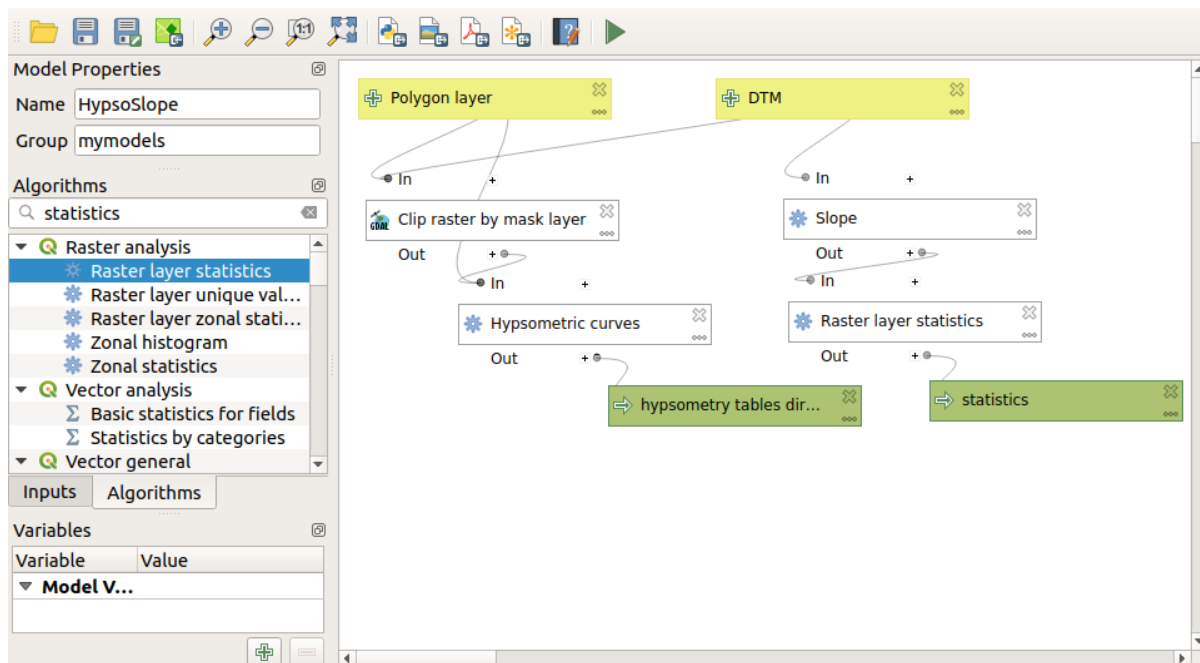 1:1
Model Properties
Name HypsoSlope
Group mymodels
Algorithms
statistics
Raster analysis
Raster layer statistics
Raster layer unique val...
Raster layer zonal stati...
Zonal histogram
Zonal statistics
Vector analysis
Basic statistics for fields
Statistics by categories
Vector general
Inputs Algorithms
Variables
Variable Value
Model V...
Polygon layer
DTM
In
In
GDAL Clip raster by mask layer
Slope
Out
Out
In
In
Hypsometric curves
Raster layer statistics
Out
Out
hypsometry tables dir...
statistics